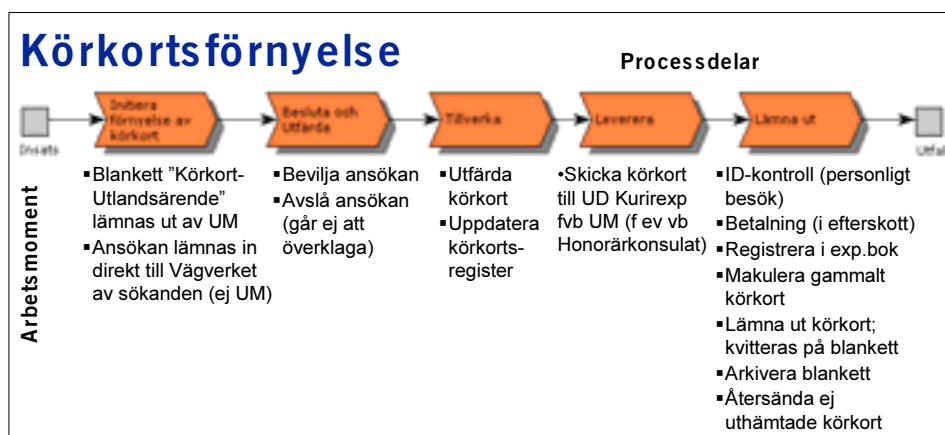 Körkortsförnyelse
Processdelar
Insats
Initiera
förnyelse av
körkort
Besluta och
Utfärda
Tillverka
Leverera
Lämna ut
Utfal
Arbetsmoment
▪Blankett ”Körkort-
Utlandsärende”
lämnas ut av UM
▪Ansökan lämnas in
direkt till Vägverket
av sökanden (ej UM)
▪Bevilja ansökan
▪Avslå ansökan
(går ej att
överklaga)
▪Utfärda
körkort
▪Uppdatera
körkorts-
register
•Skicka körkort
till UD Kurirexp
fvb UM (f ev vb
Honorärkonsulat)
▪ID-kontroll (personligt
besök)
▪Betalning (i efterskott)
▪Registrera i exp.bok
▪Makulera gammalt
körkort
▪Lämna ut körkort;
kvitteras på blankett
▪Arkivera blankett
▪Återsända ej
uthämtade körkort